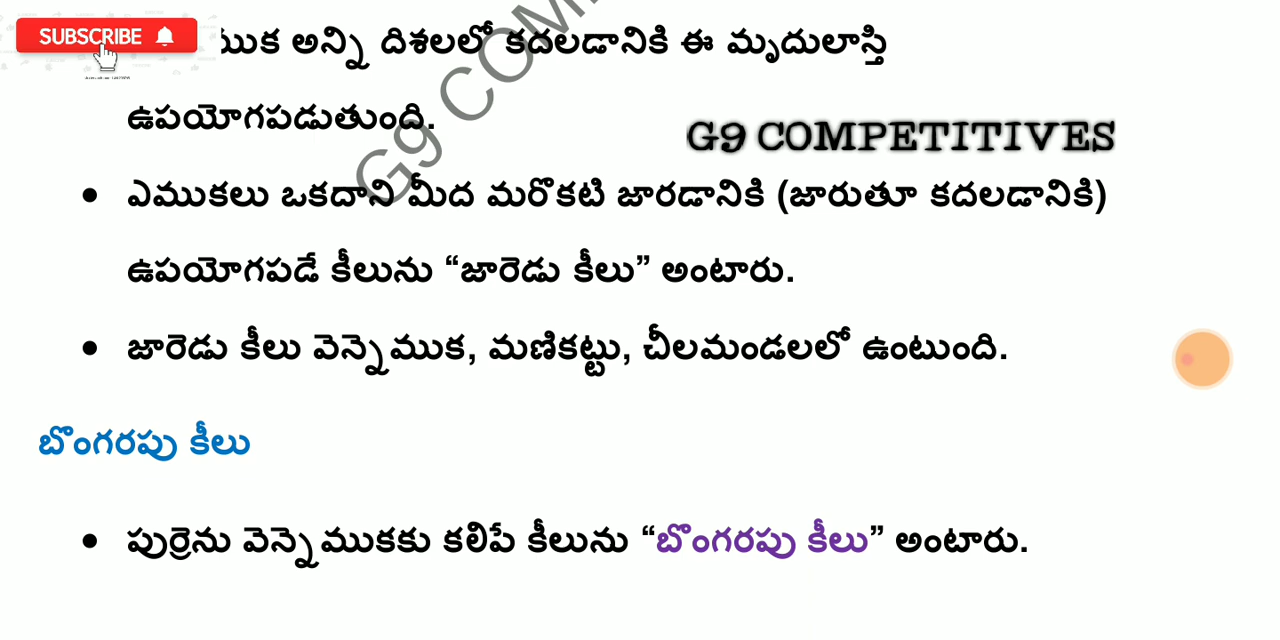 SUBSCRIBE
అన్ని దిశలలో కదలడానికి ఈ మృదులాస్తి
ఉపయోగపడుతుంది.
G9 COMPETITIVES
• ఎముకలు ఒకదాని మీద మరొకటి జారడానికి (జారుతూ కదలడానికి)
ఉపయోగపడే కీలును “జారెడు కీలు” అంటారు.
• జారెడు కీలు వెన్నెముక, మణికట్టు, చీలమండలలో ఉంటుంది.
బొంగరపు కీలు
• పుర్రెను వెన్నెముకకు కలిపే కీలును “బొంగరపు కీలు” అంటారు.